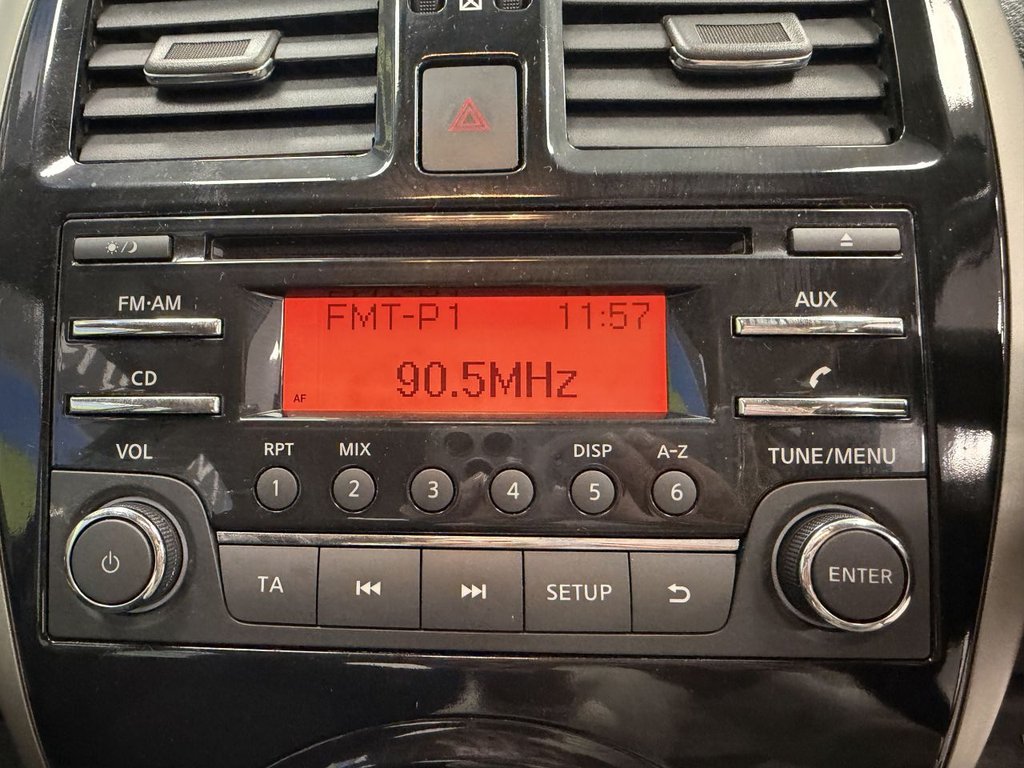 FM·AM
FMT-P1 11:57
AUX
90.5MHz
CD
AF
VOL
RPT MIX DISP A-Z
TUNE/MENU
1 2 3 4 5 6
TA SETUP
ENTER